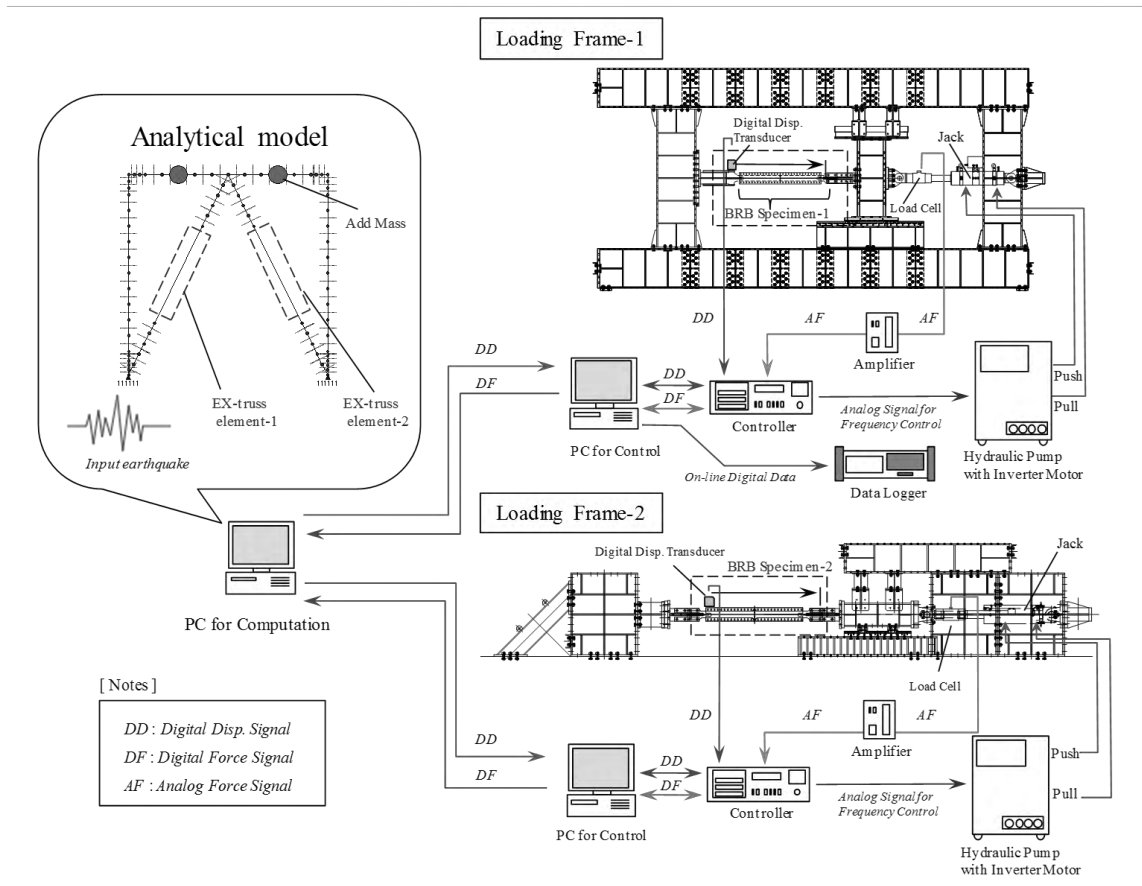 Loading Frame-1
Analytical model
Add Mass
EX-truss
element-1
EX-truss
element-2
Input earthquake
PC for Computation
Digital Disp.
Transducer
BRB Specimen-1
Jack
Load Cell
DD
AF
AF
Amplifier
DD
DF
DD
DF
PC for Control
Controller
Analog Signal for
Frequency Control
Push
Pull
Hydraulic Pump
with Inverter Motor
On-line Digital Data
Data Logger
Loading Frame-2
Digital Disp. Transducer
BRB Specimen-2
Jack
Load Cell
DD
AF
AF
Amplifier
DD
DF
DD
DF
PC for Control
Controller
Analog Signal for
Frequency Control
Push
Pull
Hydraulic Pump
with Inverter Motor
[ Notes ]
DD : Digital Disp. Signal
DF : Digital Force Signal
AF : Analog Force Signal